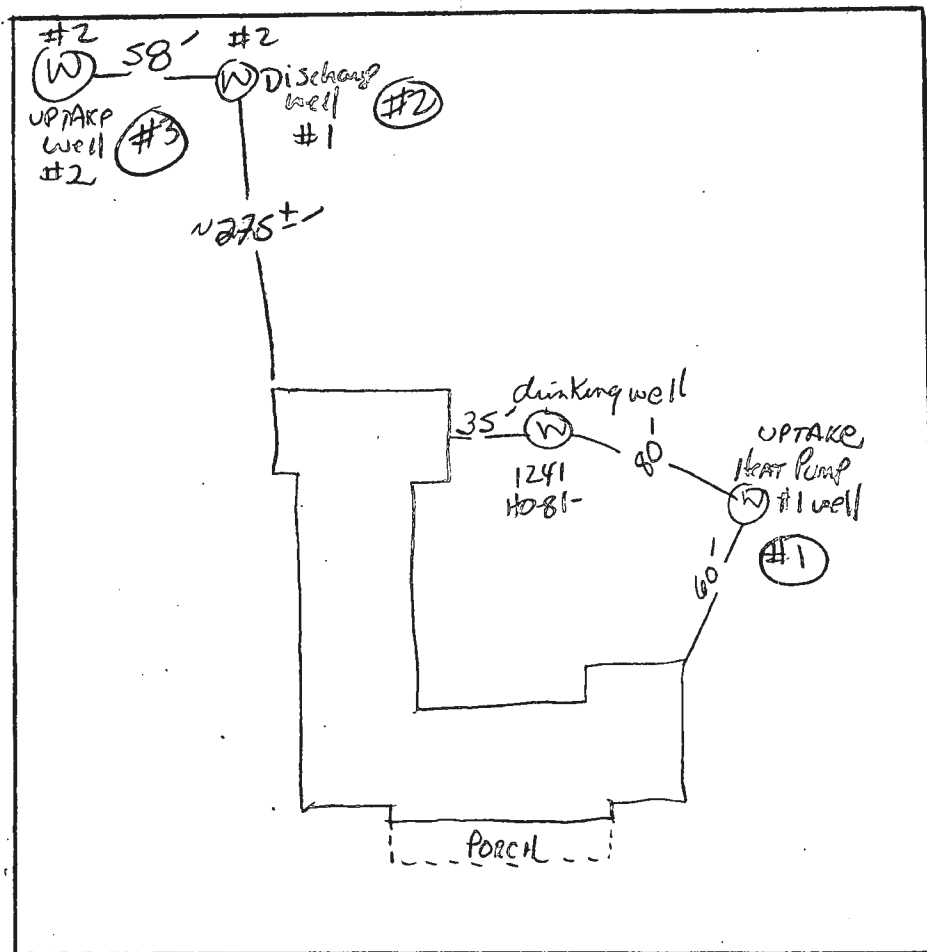 #2
W
58'
#2
W
UPTAKE
Well
#2
#3
Discharge
well
#1
#2
~275±'
drinking well
35'
W
1241
HO-81-
80'
UPTAKE
HEAT PUMP
W #1 well
#1
60'
PORCH